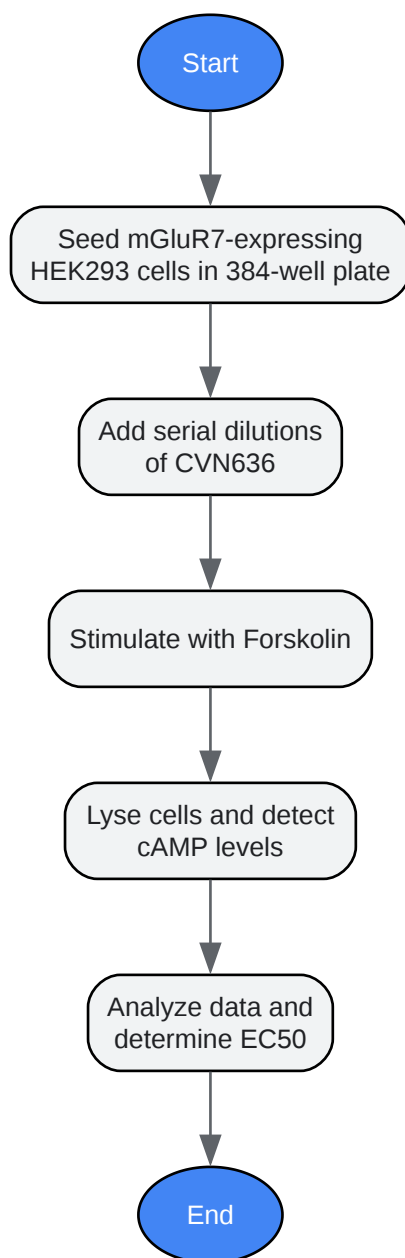 Start
Seed mGluR7-expressing
HEK293 cells in 384-well plate
Add serial dilutions
of CVN636
Stimulate with Forskolin
Lyse cells and detect
cAMP levels
Analyze data and
determine EC50
End